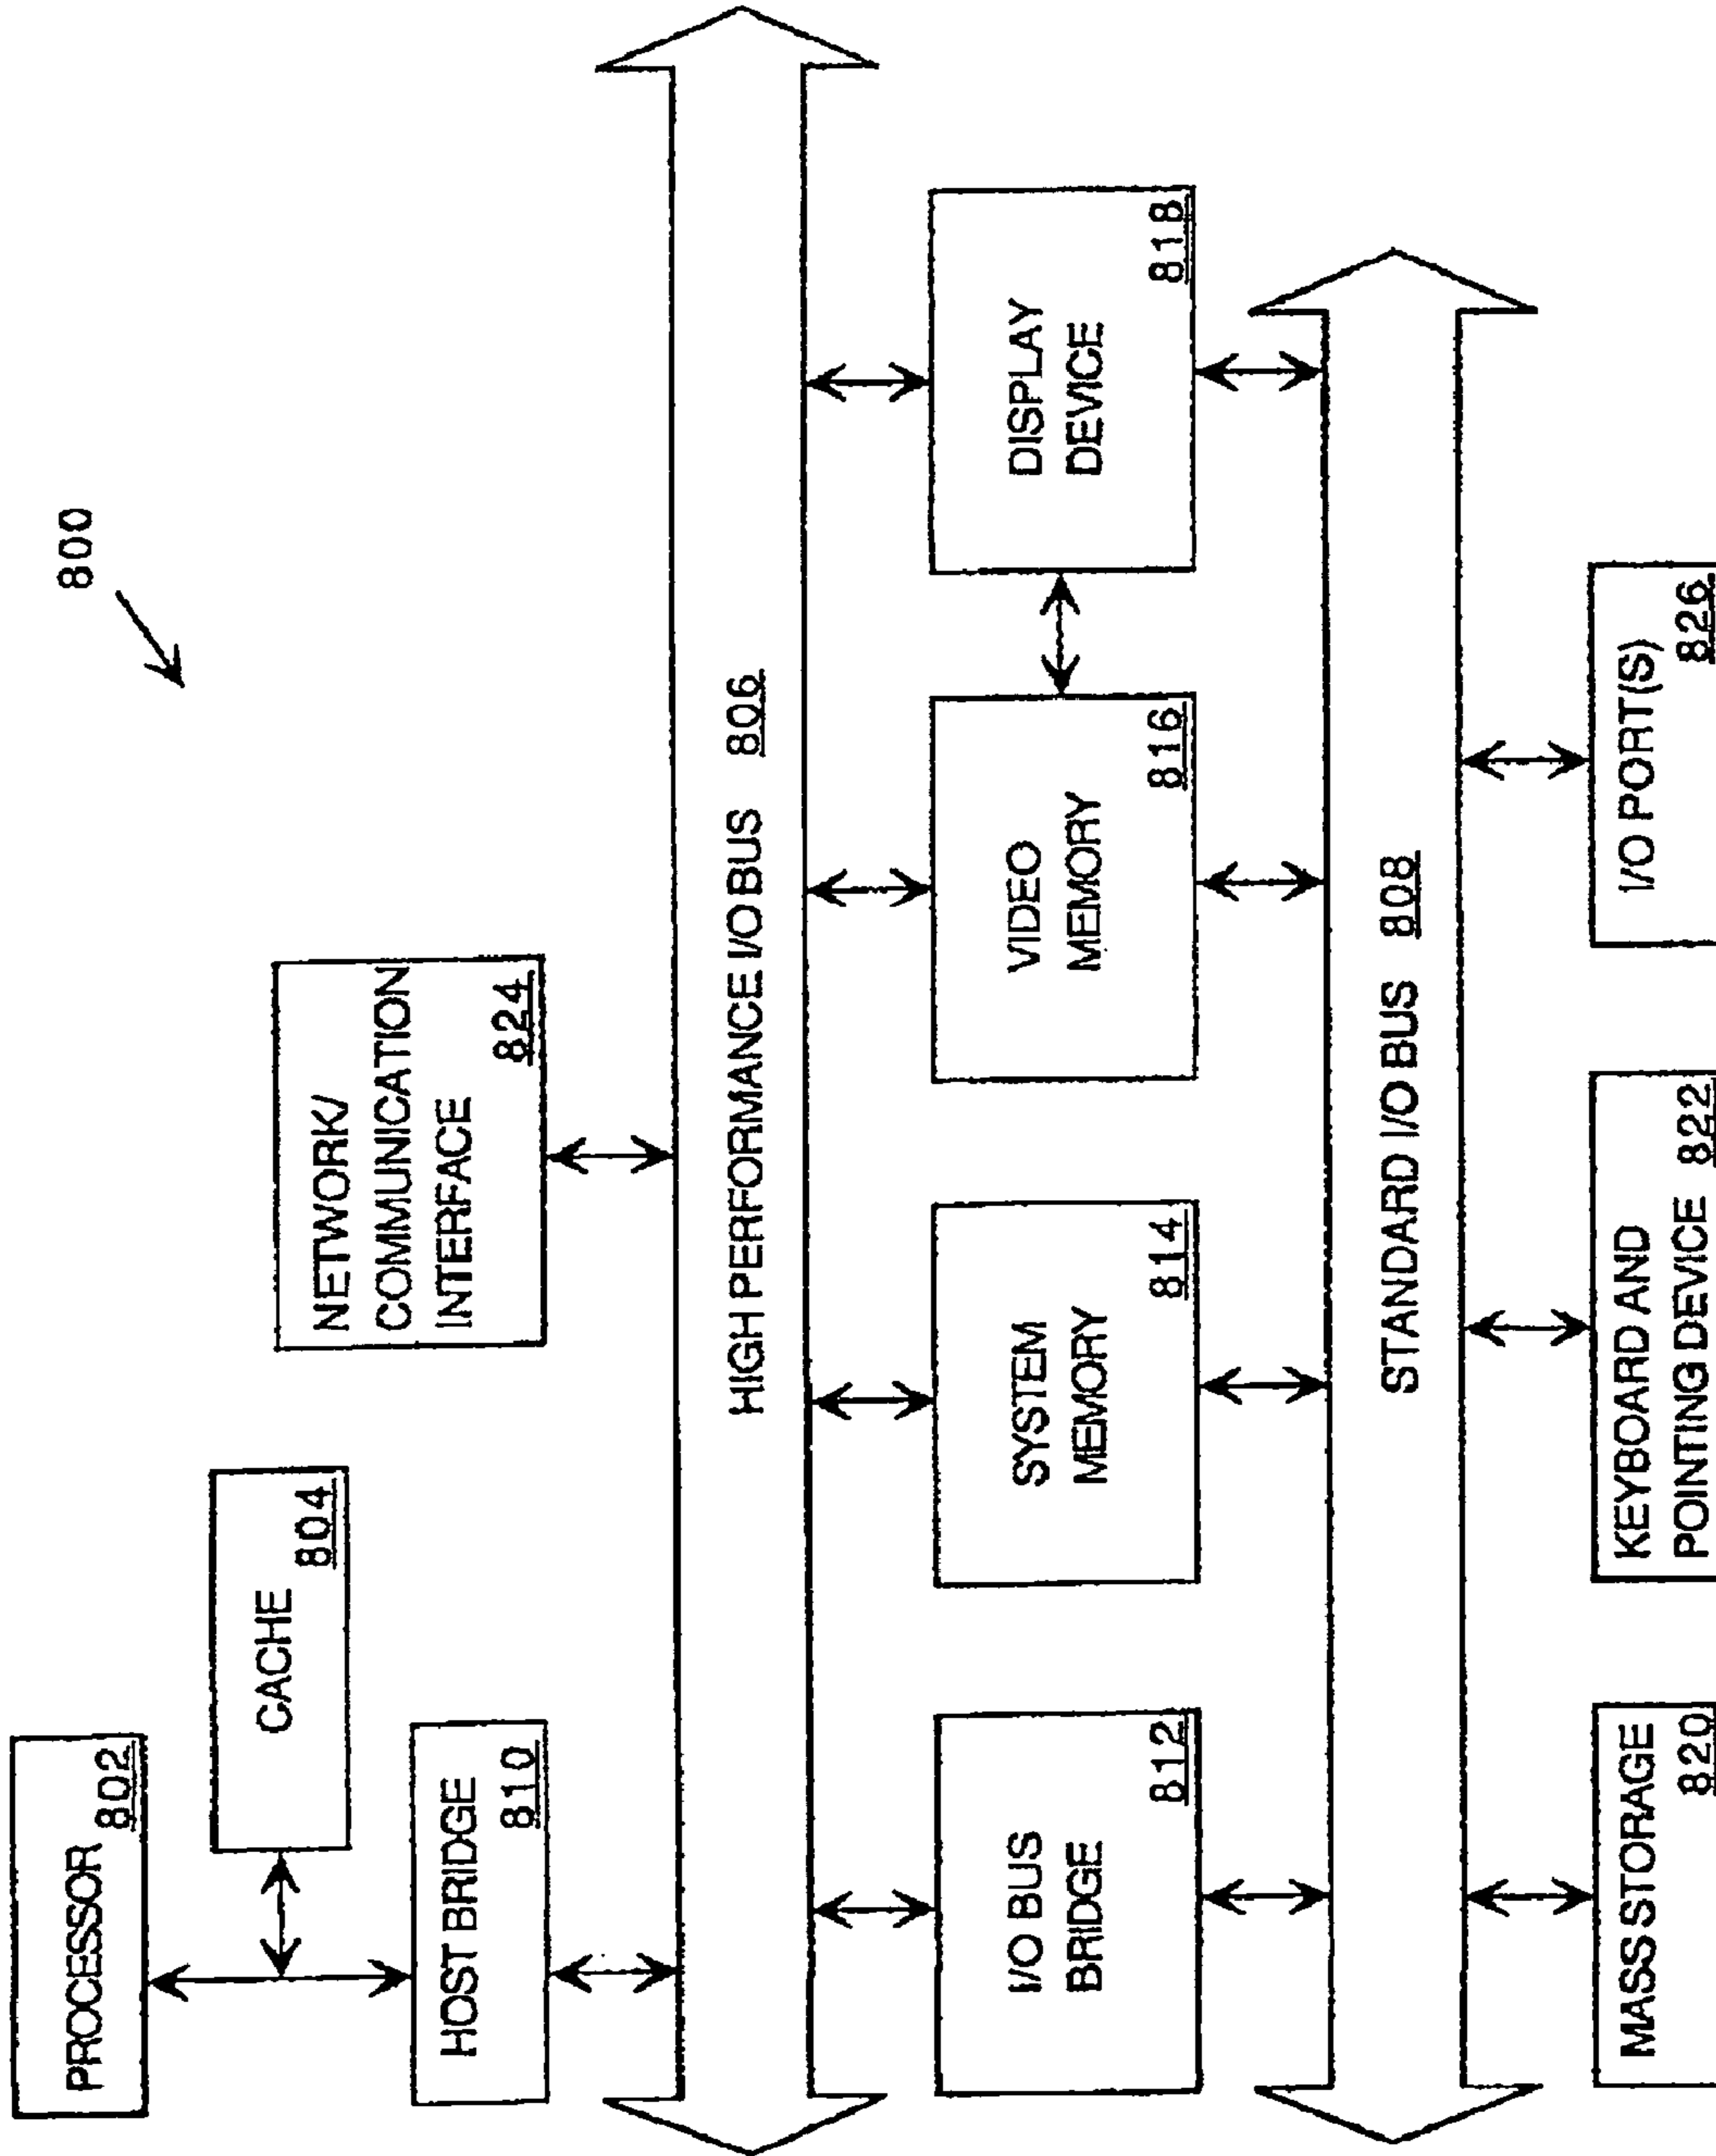 800
PROCESSOR
802
CACHE
804
HOST BRIDGE
810
NETWORK/
COMMUNICATION
INTERFACE
824
HIGH PERFORMANCE I/O BUS 806
I/O BUS
BRIDGE
812
SYSTEM
MEMORY
814
VIDEO
MEMORY
816
DISPLAY
DEVICE
818
STANDARD I/O BUS 808
MASS STORAGE
820
KEYBOARD AND
POINTING DEVICE 822
I/O PORT(S)
826